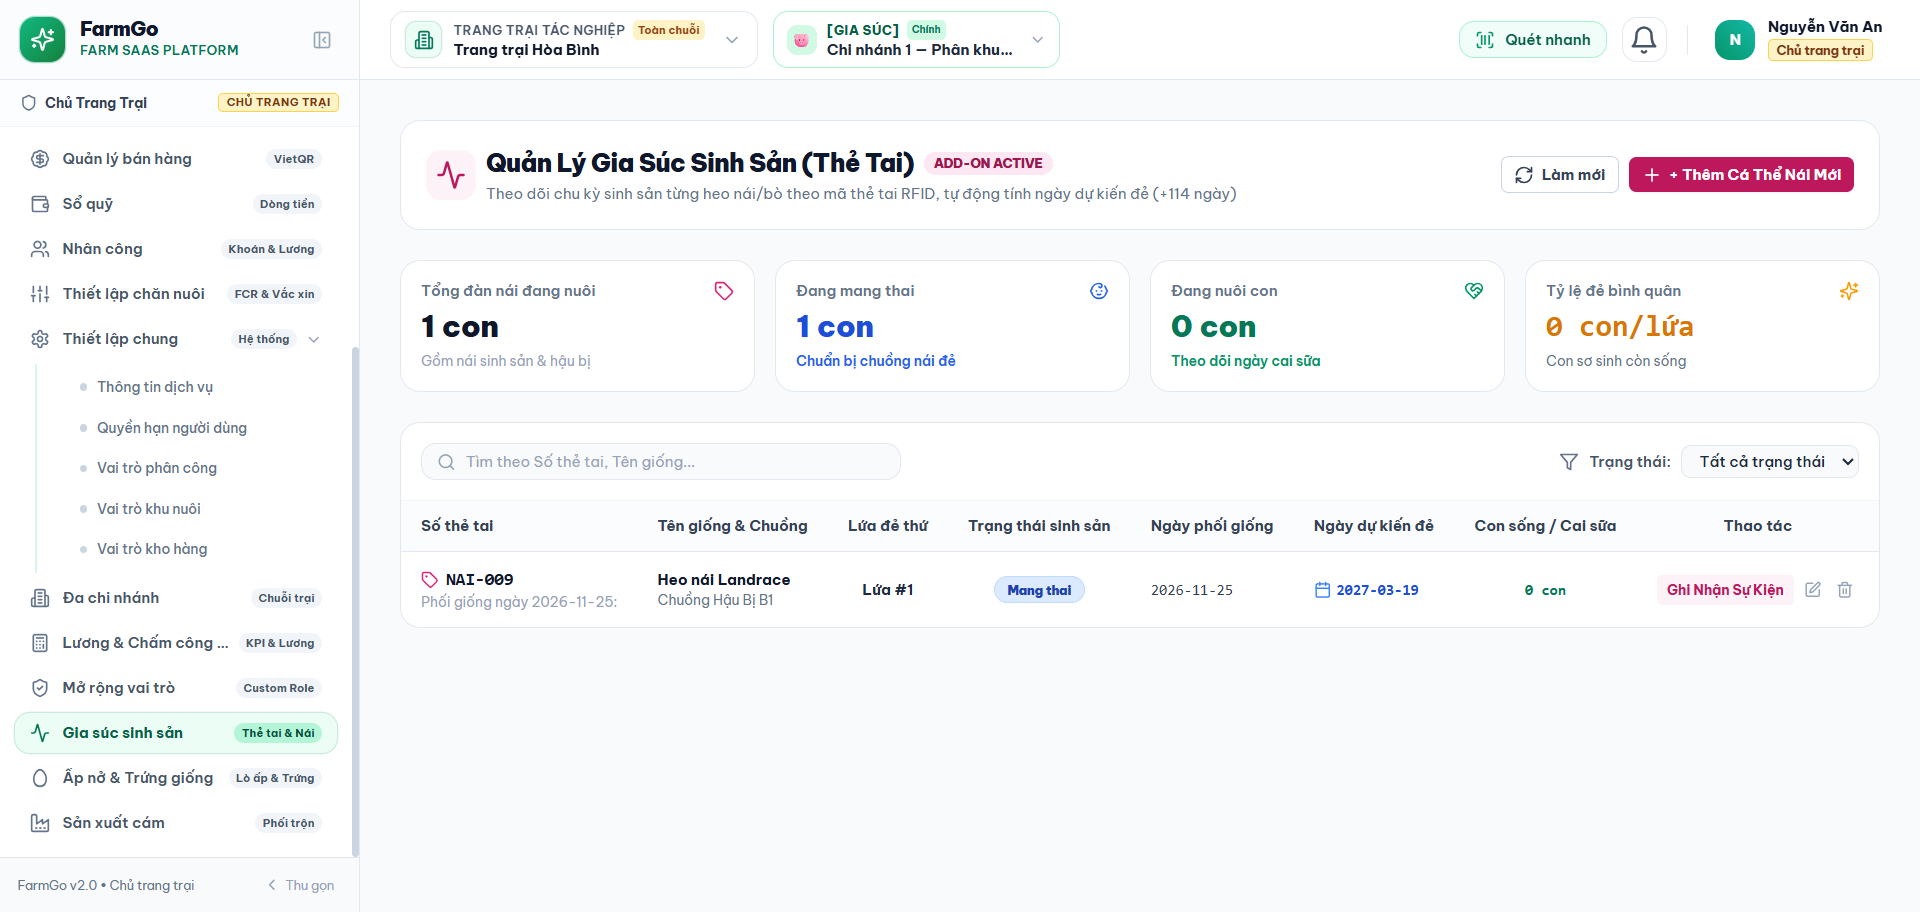 FarmGo
FARM SAAS PLATFORM
Chủ Trang Trại
CHỦ TRANG TRẠI
Quản lý bán hàng
VietQR
Sổ quỹ
Dòng tiền
Nhân công
Khoán & Lương
Thiết lập chăn nuôi
FCR & Vắc xin
Thiết lập chung
Hệ thống
Thông tin dịch vụ
Quyền hạn người dùng
Vai trò phân công
Vai trò khu nuôi
Vai trò kho hàng
Đa chi nhánh
Chuỗi trại
Lương & Chấm công ...
KPI & Lương
Mở rộng vai trò
Custom Role
Gia súc sinh sản
Thẻ tai & Nái
Ấp nở & Trứng giống
Lò ấp & Trứng
Sản xuất cám
Phối trộn
FarmGo v2.0 • Chủ trang trại
Thu gọn
TRANG TRẠI TÁC NGHIỆP
Toàn chuỗi
Trang trại Hòa Bình
[GIA SÚC]
Chính
Chi nhánh 1 — Phân khu...
Quét nhanh
N
Nguyễn Văn An
Chủ trang trại
Quản Lý Gia Súc Sinh Sản (Thẻ Tai)
ADD-ON ACTIVE
Theo dõi chu kỳ sinh sản từng heo nái/bò theo mã thẻ tai RFID, tự động tính ngày dự kiến đẻ (+114 ngày)
Làm mới
+ Thêm Cá Thể Nái Mới
Tổng đàn nái đang nuôi
1 con
Gồm nái sinh sản & hậu bị
Đang mang thai
1 con
Chuẩn bị chuồng nái đẻ
Đang nuôi con
0 con
Theo dõi ngày cai sữa
Tỷ lệ đẻ bình quân
0 con/lứa
Con sơ sinh còn sống
Tìm theo Số thẻ tai, Tên giống...
Trạng thái:
Tất cả trạng thái
Số thẻ tai
Tên giống & Chuồng
Lứa đẻ thứ
Trạng thái sinh sản
Ngày phối giống
Ngày dự kiến đẻ
Con sống / Cai sữa
Thao tác
NAI-009
Phối giống ngày 2026-11-25:
Heo nái Landrace
Chuồng Hậu Bị B1
Lứa #1
Mang thai
2026-11-25
2027-03-19
0 con
Ghi Nhận Sự Kiện